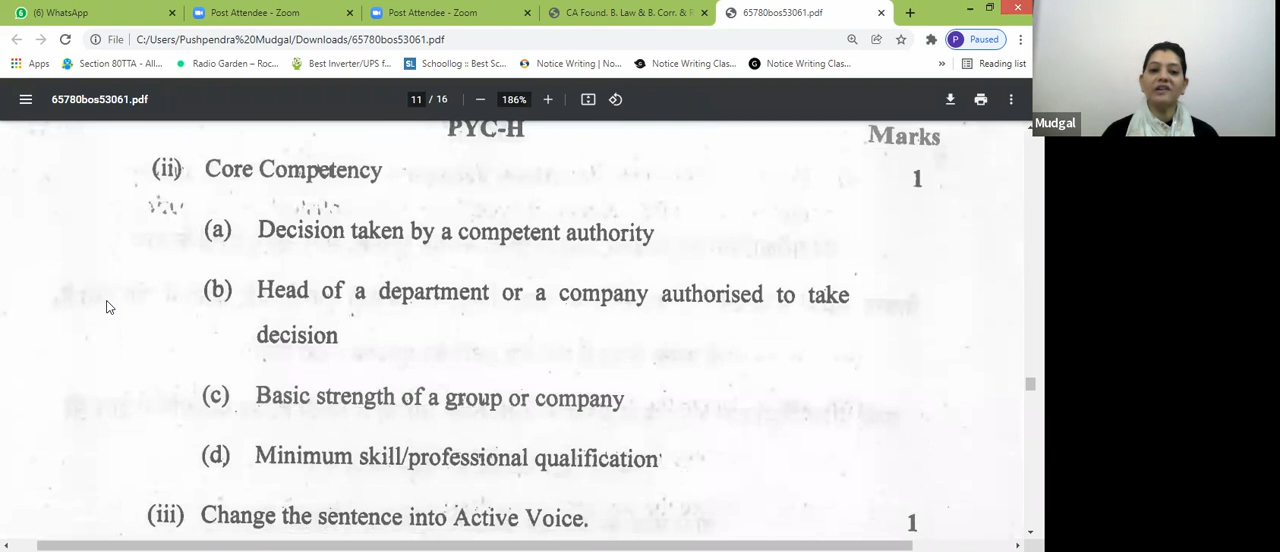 (6) WhatsApp
Post Attendee - Zoom
Post Attendee - Zoom
CA Found. B. Law & B. Corr. & R
65780bos53061.pdf
File
C:/Users/Pushpendra%20Mudgal/Downloads/65780bos53061.pdf
P
Paused
Apps
Section 80TTA - All...
Radio Garden – Roc...
Best Inverter/UPS f...
SL
Schoollog :: Best Sc...
Notice Writing | No...
Notice Writing Clas...
G
Notice Writing Clas...
»
Reading list
65780bos53061.pdf
11 / 16
186%
Mudgal
PYC-H
Marks
(ii) Core Competency
1
(a) Decision taken by a competent authority
(b) Head of a department or a company authorised to take
decision
(c) Basic strength of a group or company
(d) Minimum skill/professional qualification
(iii) Change the sentence into Active Voice.
1